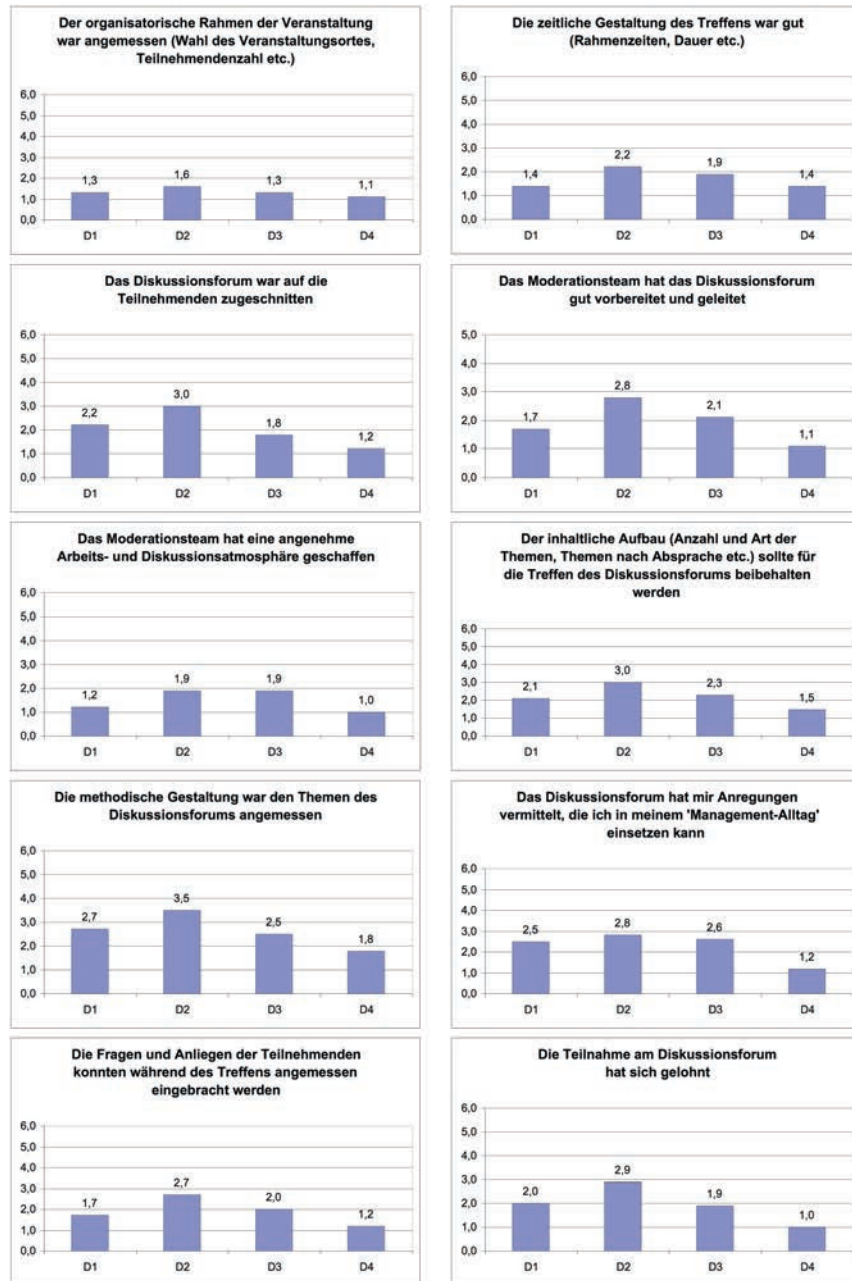 Der organisatorische Rahmen der Veranstaltung
war angemessen (Wahl des Veranstaltungsortes,
Teilnehmendenzahl etc.)
6,0
5,0
4,0
3,0
2,0
1,0
0,0
1,3
1,6
1,3
1,1
D1
D2
D3
D4
Die zeitliche Gestaltung des Treffens war gut
(Rahmenzeiten, Dauer etc.)
6,0
5,0
4,0
3,0
2,0
1,0
0,0
1,4
2,2
1,9
1,4
D1
D2
D3
D4
Das Diskussionsforum war auf die
Teilnehmenden zugeschnitten
6,0
5,0
4,0
3,0
2,0
1,0
0,0
2,2
3,0
1,8
1,2
D1
D2
D3
D4
Das Moderationsteam hat das Diskussionsforum
gut vorbereitet und geleitet
5,0
4,0
3,0
2,0
1,0
0,0
1,7
2,8
2,1
1,1
D1
D2
D3
D4
Das Moderationsteam hat eine angenehme
Arbeits- und Diskussionsatmosphäre geschaffen
6,0
5,0
4,0
3,0
2,0
1,0
0,0
1,2
1,9
1,9
1,0
D1
D2
D3
D4
Der inhaltliche Aufbau (Anzahl und Art der
Themen, Themen nach Absprache etc.) sollte für
die Treffen des Diskussionsforums beibehalten
werden
6,0
5,0
4,0
3,0
2,0
1,0
0,0
2,1
3,0
2,3
1,5
D1
D2
D3
D4
Die methodische Gestaltung war den Themen des
Diskussionsforums angemessen
6,0
5,0
4,0
3,0
2,0
1,0
0,0
2,7
3,5
2,5
1,8
D1
D2
D3
D4
Das Diskussionsforum hat mir Anregungen
vermittelt, die ich in meinem 'Management-Alltag'
einsetzen kann
6,0
5,0
4,0
3,0
2,0
1,0
0,0
2,5
2,8
2,6
1,2
D1
D2
D3
D4
Die Fragen und Anliegen der Teilnehmenden
konnten während des Treffens angemessen
eingebracht werden
6,0
5,0
4,0
3,0
2,0
1,0
0,0
1,7
2,7
2,0
1,2
D1
D2
D3
D4
Die Teilnahme am Diskussionsforum
hat sich gelohnt
6,0
5,0
4,0
3,0
2,0
1,0
0,0
2,0
2,9
1,9
1,0
D1
D2
D3
D4